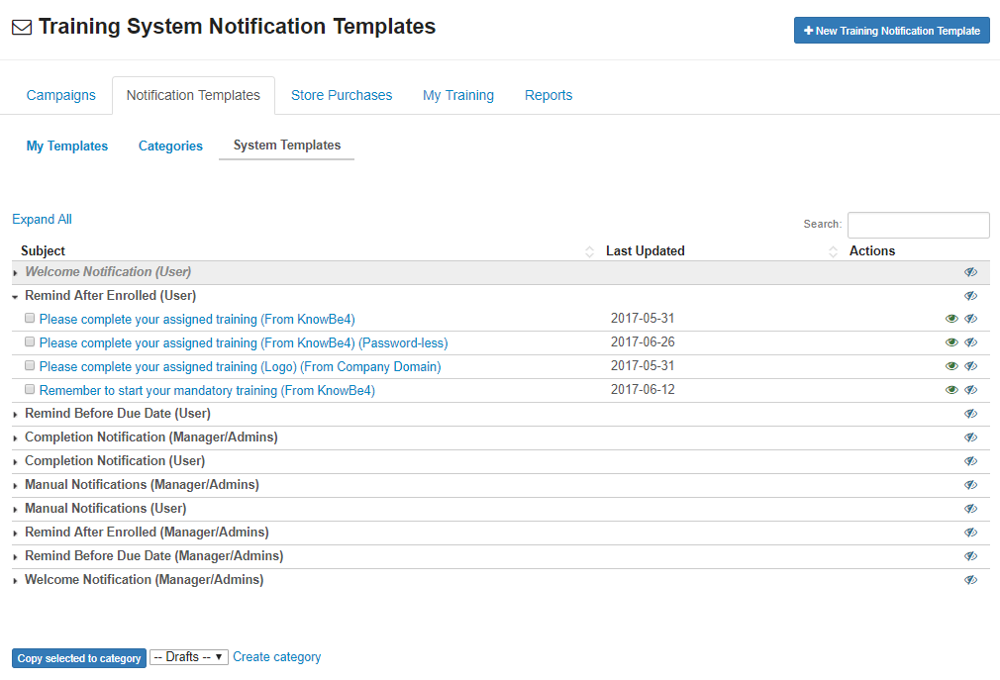 Training System Notification Templates
New Training Notification Template
Campaigns Notification Templates Store Purchases My Training Reports
My Templates Categories System Templates
Expand All
Search:
Subject Last Updated Actions
Welcome Notification (User)
Remind After Enrolled (User)
Please complete your assigned training (From KnowBe4) 2017-05-31
Please complete your assigned training (From KnowBe4) (Password-less) 2017-06-26
Please complete your assigned training (Logo) (From Company Domain) 2017-05-31
Remember to start your mandatory training (From KnowBe4) 2017-06-12
Remind Before Due Date (User)
Completion Notification (Manager/Admins)
Completion Notification (User)
Manual Notifications (Manager/Admins)
Manual Notifications (User)
Remind After Enrolled (Manager/Admins)
Remind Before Due Date (Manager/Admins)
Welcome Notification (Manager/Admins)
Copy selected to category -- Drafts -- Create category